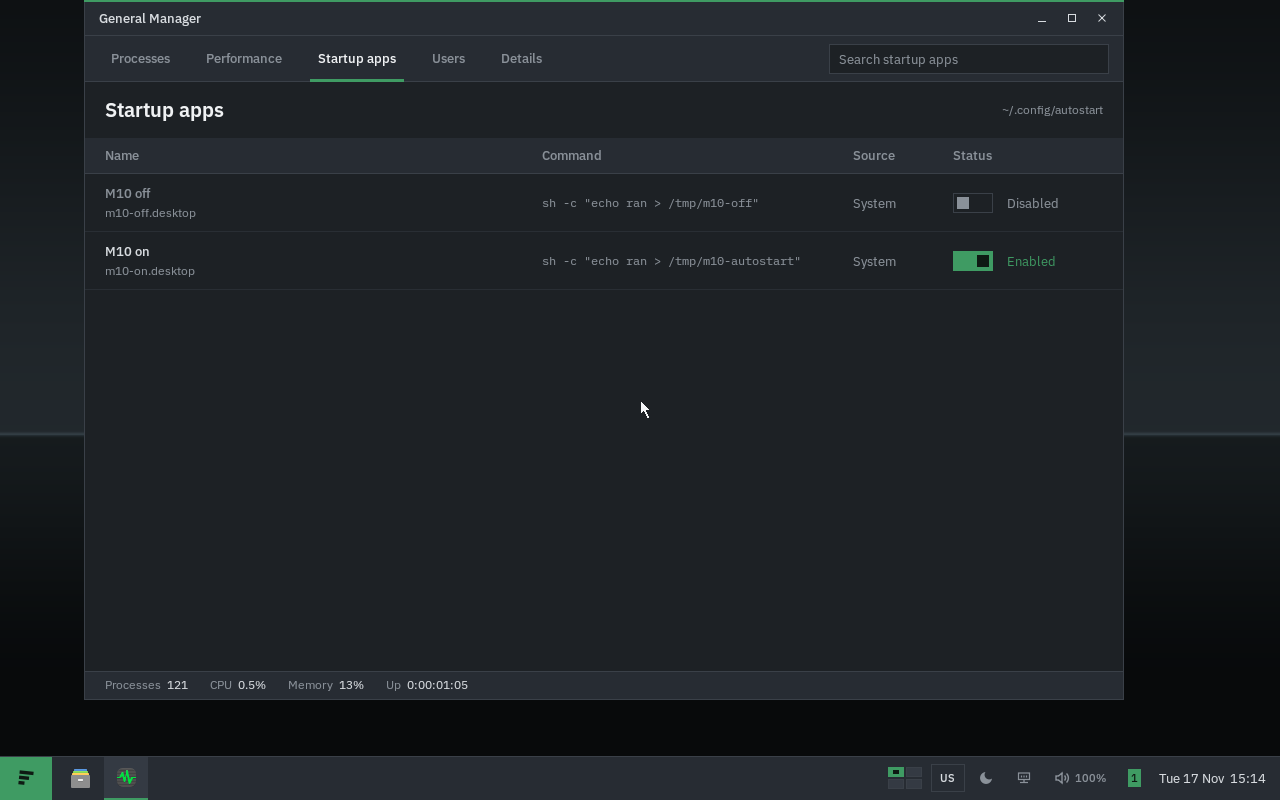 General Manager
Processes Performance Startup apps Users Details Search startup apps
Startup apps ~/.config/autostart
Name Command Source Status
M10 off
m10-off.desktop
sh -c "echo ran > /tmp/m10-off" System Disabled
M10 on
m10-on.desktop
sh -c "echo ran > /tmp/m10-autostart" System Enabled
Processes 121 CPU 0.5% Memory 13% Up 0:00:01:05
US 100% 1 Tue 17 Nov 15:14